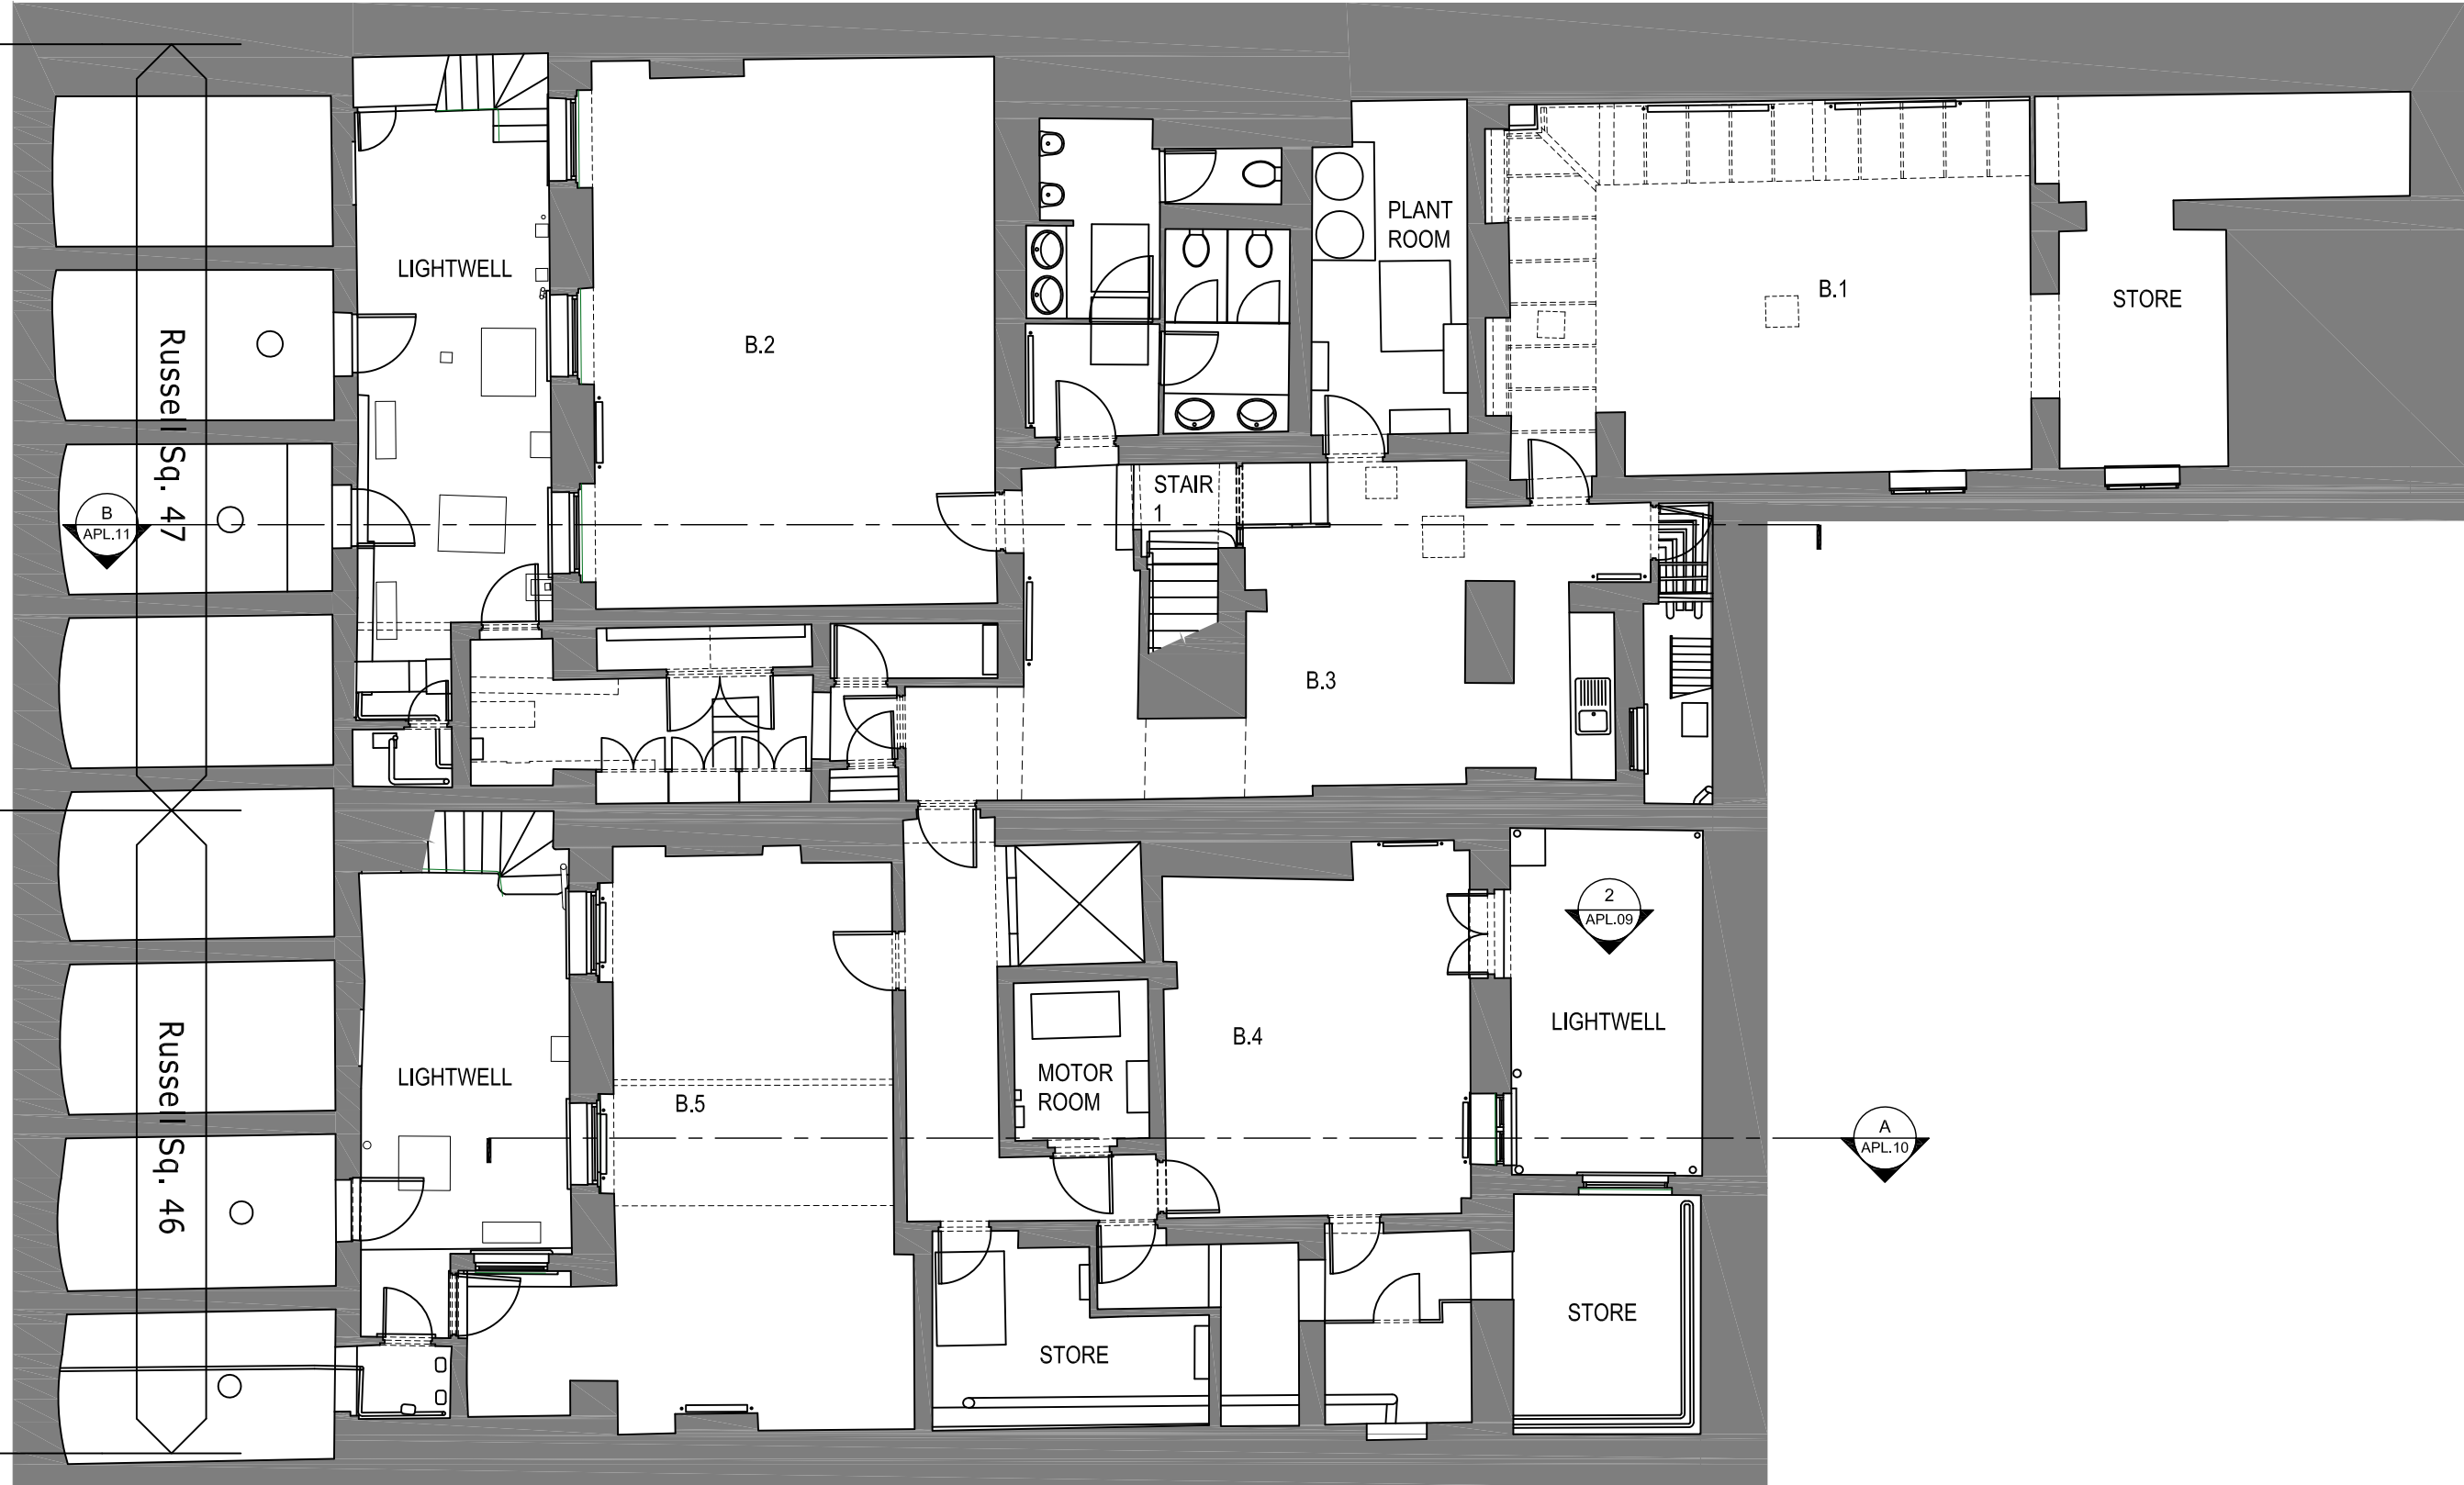 PLANT
ROOM
LIGHTWELL
B.1
STORE
B.2
Russell Sq. 47
STAIR
1
B
APL.11
B.3
2
APL.09
LIGHTWELL
B.4
LIGHTWELL
MOTOR
ROOM
B.5
A
APL.10
Russell Sq. 46
STORE
STORE